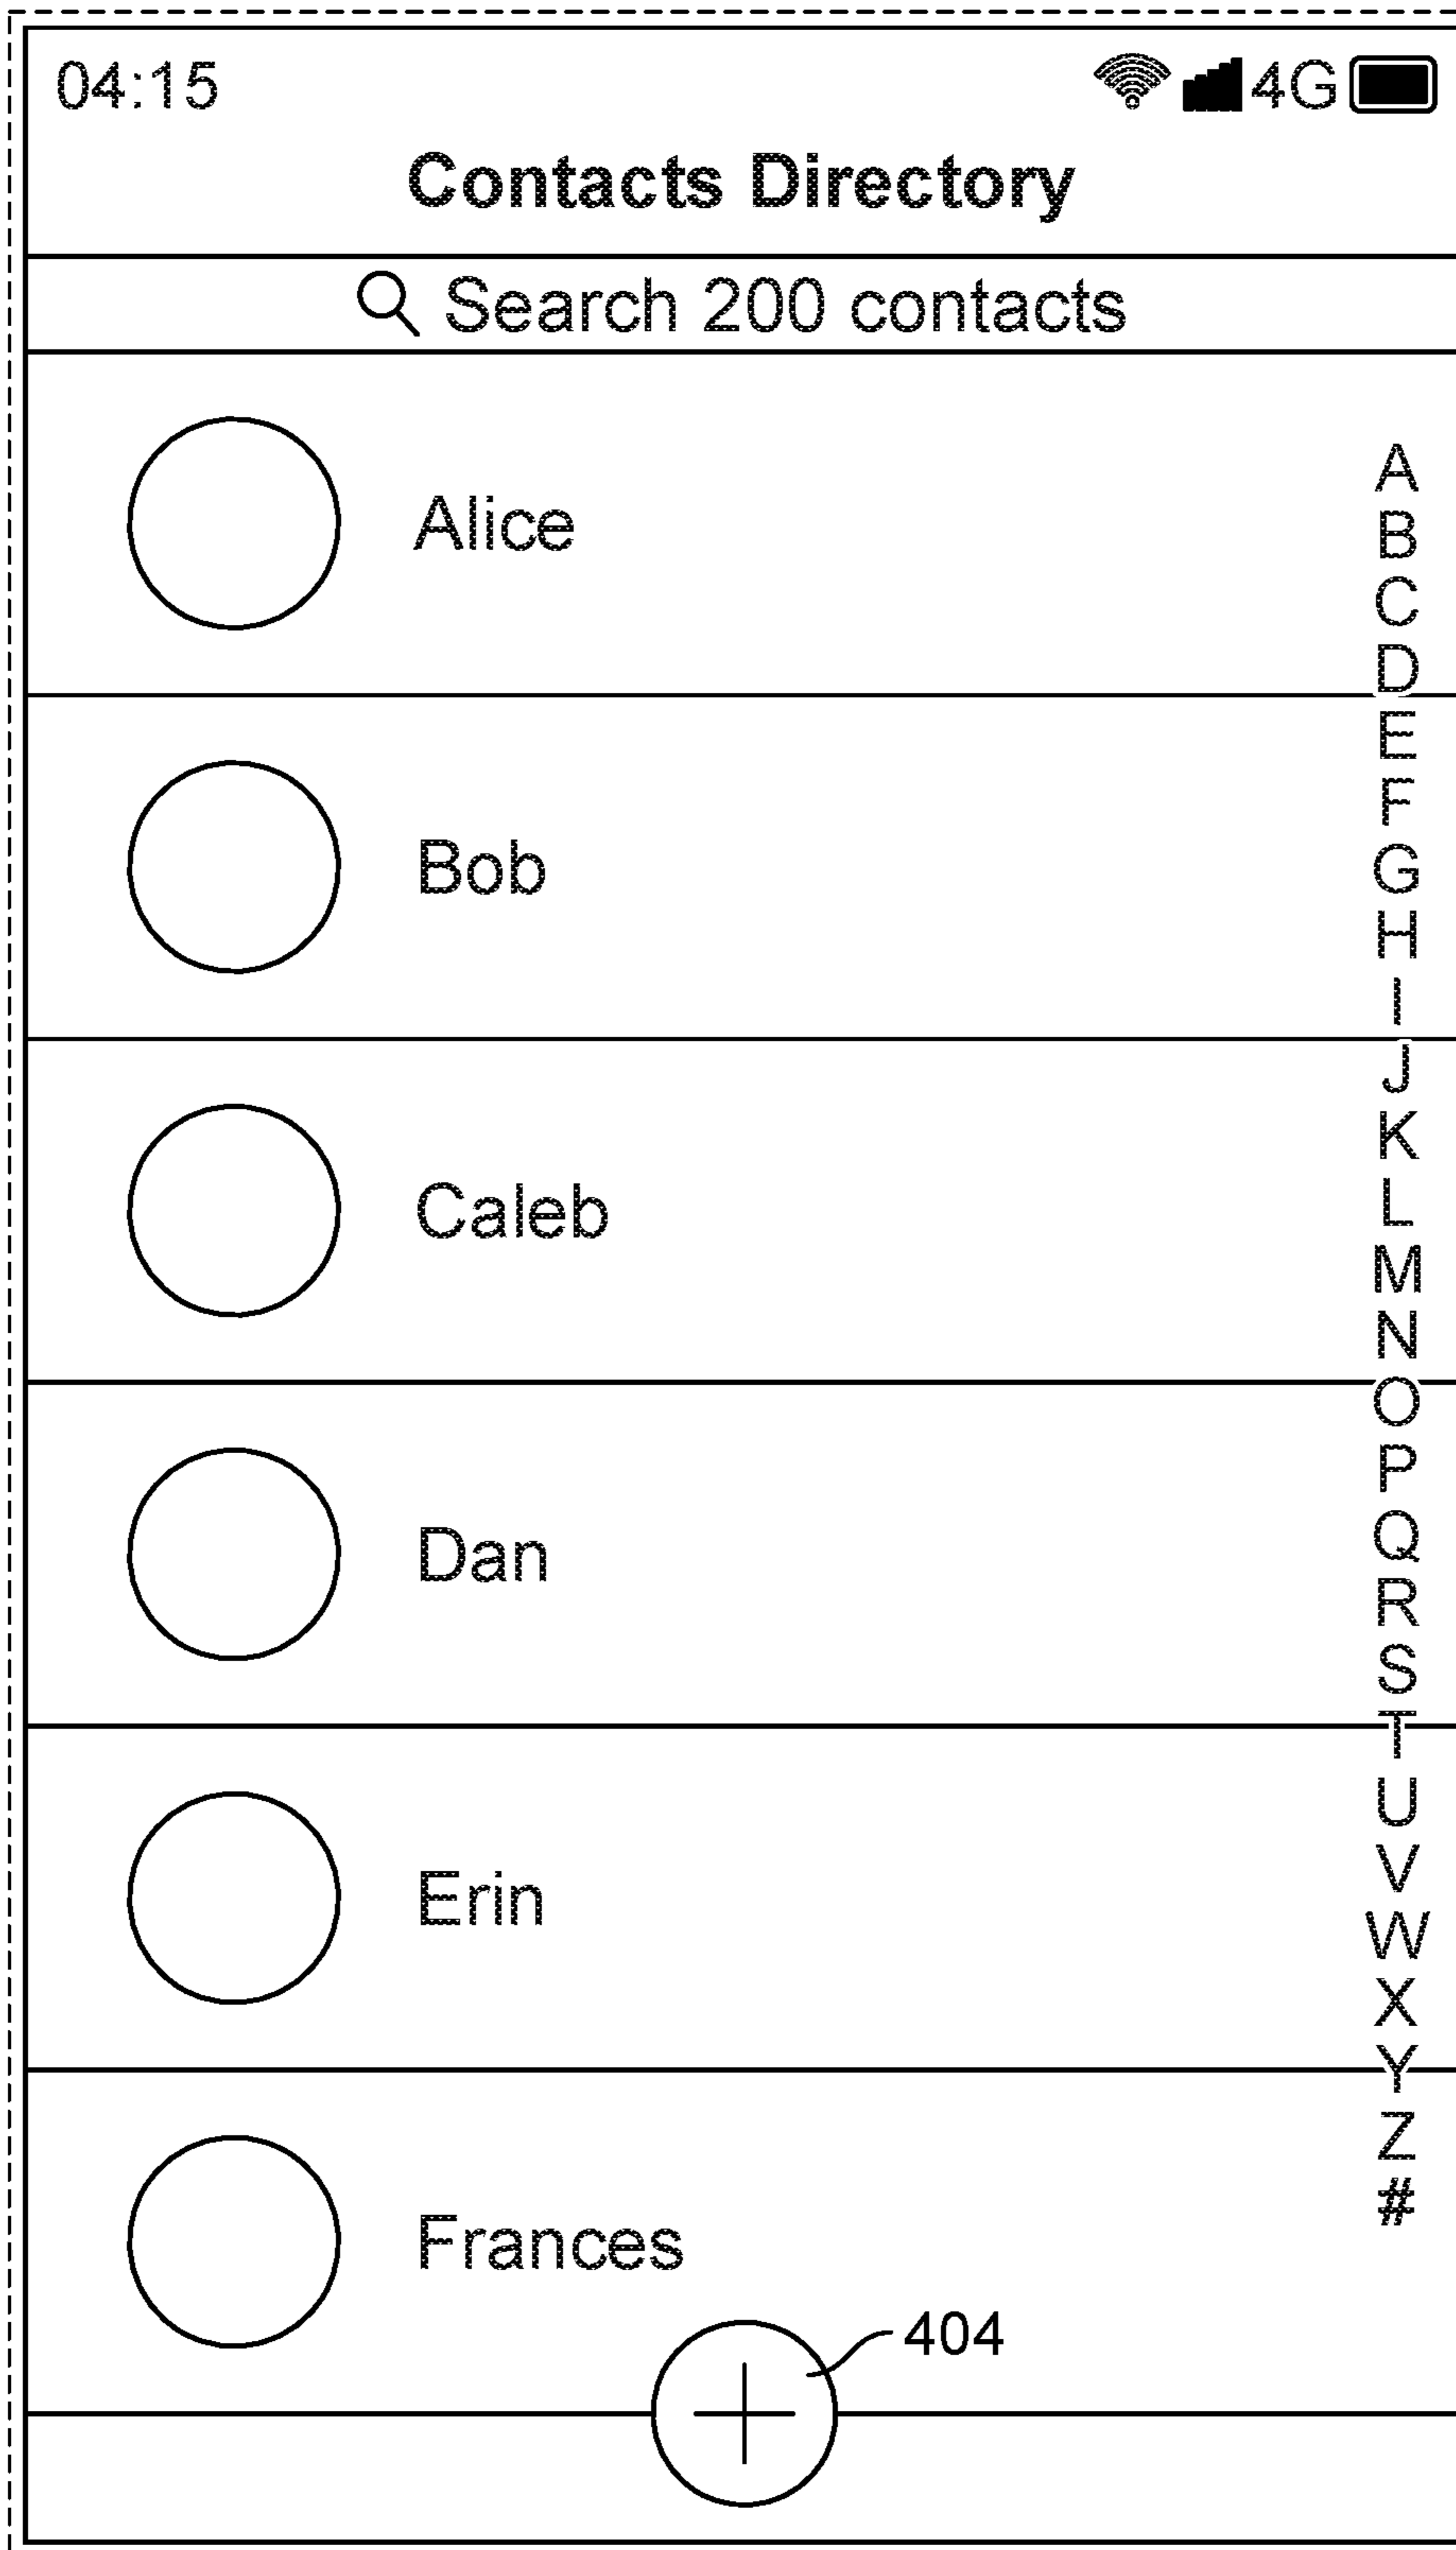 04:15 4G
Contacts Directory
Search 200 contacts
Alice
Bob
Caleb
Dan
Erin
Frances
A
B
C
D
E
F
G
H
I
J
K
L
M
N
O
P
Q
R
S
T
U
V
W
X
Y
Z
#
404